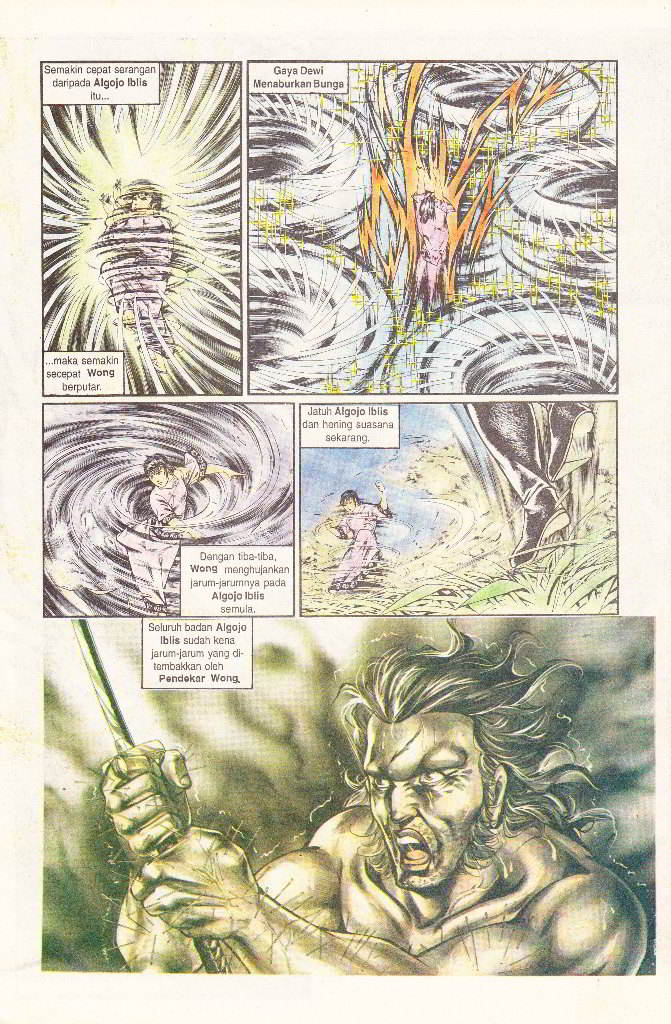 Semakin cepat serangan
daripada Algojo Iblis
itu...
...maka semakin
secepat Wong
berputar.
Gaya Dewi
Menaburkan Bunga
Dengan tiba-tiba,
Wong menghujankan
jarum-jarumnya pada
Algojo Iblis
semula.
Jatuh Algojo Iblis
dan hening suasana
sekarang.
Seluruh badan Algojo
Iblis sudah kena
jarum-jarum yang di-
tembakkan oleh
Pendekar Wong.